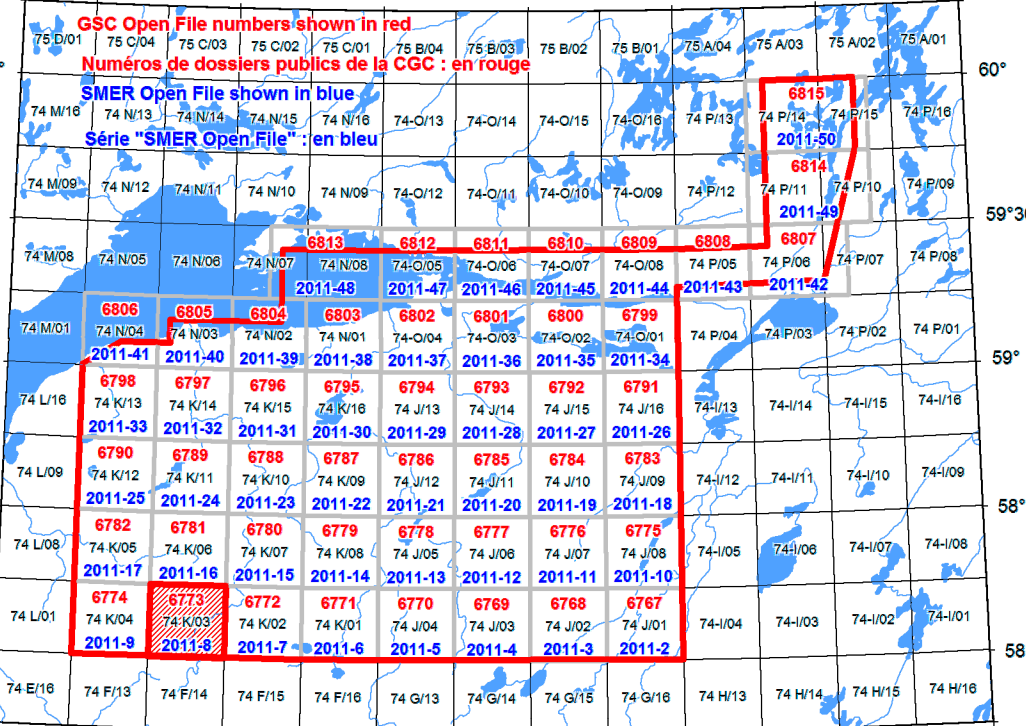 GSC Open File numbers shown in red
75 D/01 75 C/04 75 C/03 75 C/02 75 C/01 75 B/04 75 B/03 75 B/02 75 B/01 75 A/04 75 A/03 75 A/02 75 A/01
Numéros de dossiers publics de la CGC : en rouge
60°
SMER Open File shown in blue
6815
74 M/16 74 N/13 74 N/14 74 N/15 74 N/16 74-O/13 74-O/14 74-O/15 74-O/16 74 P/13 74 P/14 74 P/15 74 P/16
Série "SMER Open File" : en bleu
2011-50
6814
74 M/09 74 N/12 74 N/11 74 N/10 74 N/09 74-O/12 74-O/11 74-O/10 74-O/09 74 P/12 74 P/11 74 P/10 74 P/09
2011-49
59°30
6813 6812 6811 6810 6809 6808 6807
74 M/08 74 N/05 74 N/06 74 N/07 74 N/08 74-O/05 74-O/06 74-O/07 74-O/08 74 P/05 74 P/06 74 P/07 74 P/08
2011-48 2011-47 2011-46 2011-45 2011-44 2011-43 2011-42
6806 6805 6804 6803 6802 6801 6800 6799
74 M/01 74 N/04 74 N/03 74 N/02 74 N/01 74-O/04 74-O/03 74-O/02 74-O/01 74 P/04 74 P/03 74 P/02 74 P/01
2011-41 2011-40 2011-39 2011-38 2011-37 2011-36 2011-35 2011-34
59°
6798 6797 6796 6795 6794 6793 6792 6791
74 L/16 74 K/13 74 K/14 74 K/15 74 K/16 74 J/13 74 J/14 74 J/15 74 J/16 74-I/13 74-I/14 74-I/15 74-I/16
2011-33 2011-32 2011-31 2011-30 2011-29 2011-28 2011-27 2011-26
6790 6789 6788 6787 6786 6785 6784 6783
74 L/09 74 K/12 74 K/11 74 K/10 74 K/09 74 J/12 74 J/11 74 J/10 74 J/09 74-I/12 74-I/11 74-I/10 74-I/09
2011-25 2011-24 2011-23 2011-22 2011-21 2011-20 2011-19 2011-18
58°
6782 6781 6780 6779 6778 6777 6776 6775
74 L/08 74 K/05 74 K/06 74 K/07 74 K/08 74 J/05 74 J/06 74 J/07 74 J/08 74-I/05 74-I/06 74-I/07 74-I/08
2011-17 2011-16 2011-15 2011-14 2011-13 2011-12 2011-11 2011-10
6774 6773 6772 6771 6770 6769 6768 6767
74 L/01 74 K/04 74 K/03 74 K/02 74 K/01 74 J/04 74 J/03 74 J/02 74 J/01 74-I/04 74-I/03 74-I/02 74-I/01
2011-9 2011-8 2011-7 2011-6 2011-5 2011-4 2011-3 2011-2
58
74 E/16 74 F/13 74 F/14 74 F/15 74 F/16 74 G/13 74 G/14 74 G/15 74 G/16 74 H/13 74 H/14 74 H/15 74 H/16